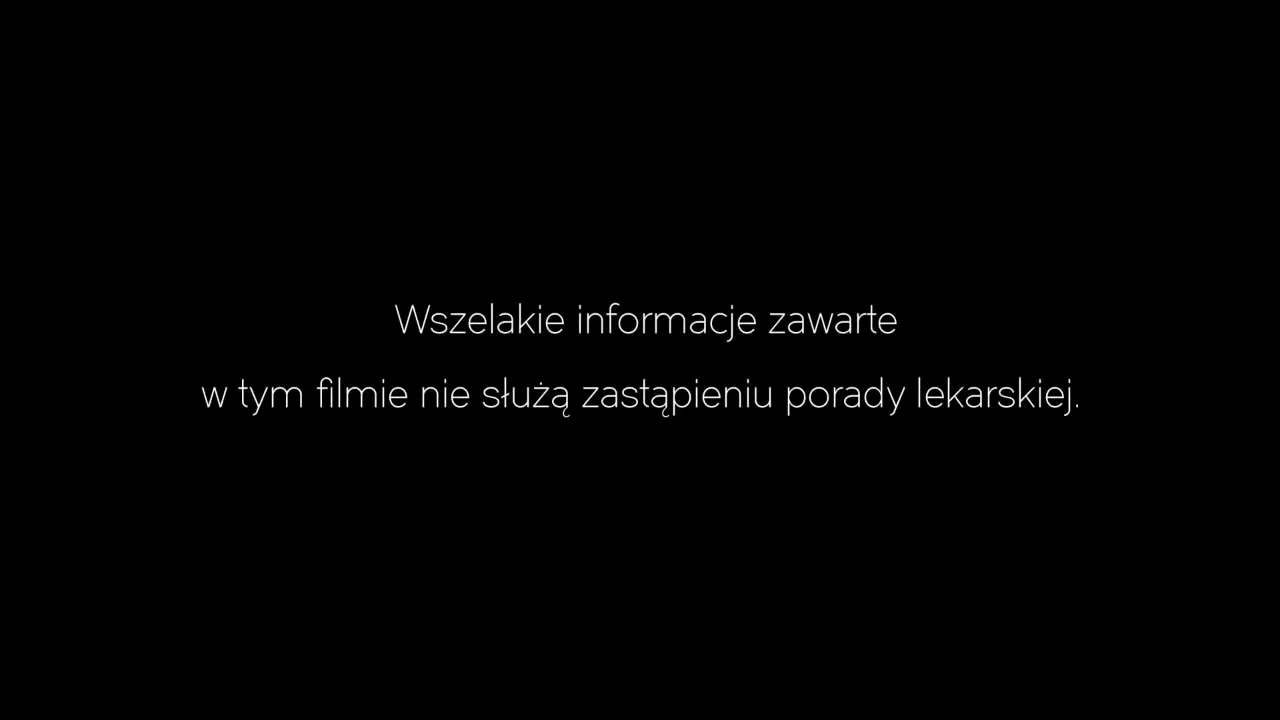 Wszelakie informacje zawarte
w tym filmie nie służą zastąpieniu porady lekarskiej.